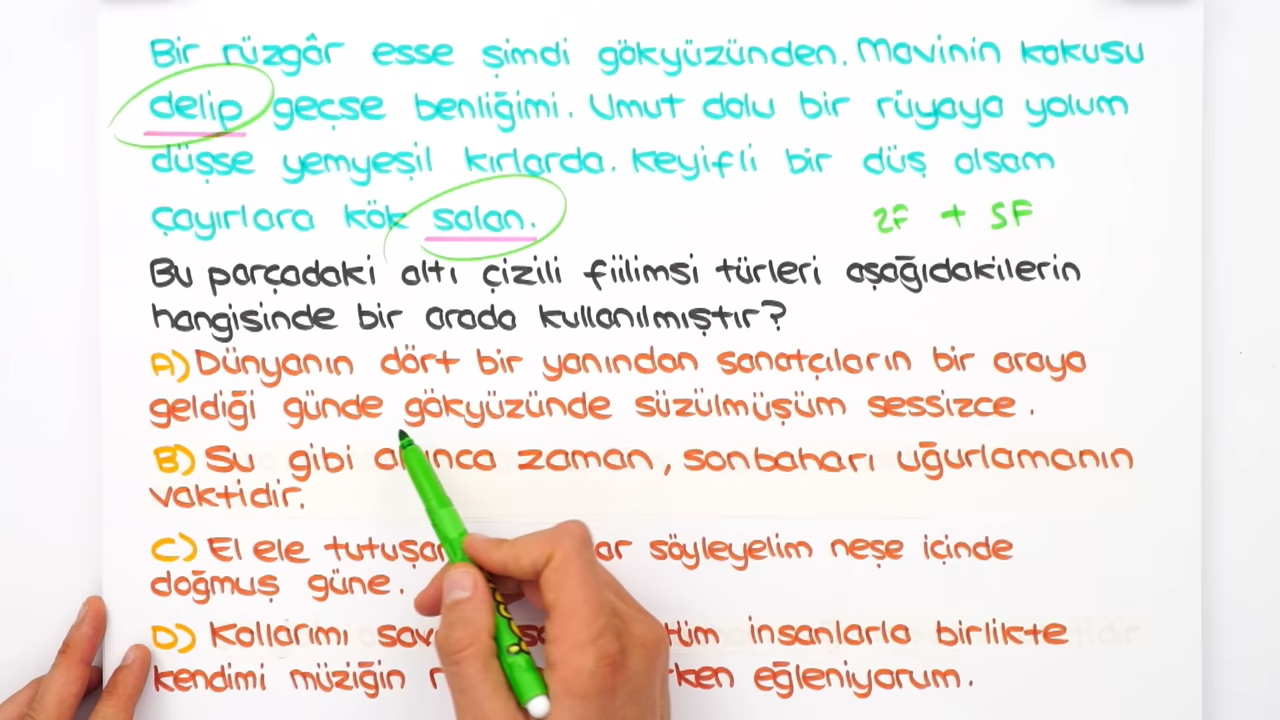 Bir rüzgâr esse şimdi gökyüzünden. Mavinin kokusu
delip geçse benliğimi. Umut dolu bir rüyaya yolum
düşse yemyeşil kırlarda. Keyifli bir düş olsam
çayırlara kök salan.
ZF + SF
Bu parçadaki altı çizili fiilimsi türleri aşağıdakilerin
hangisinde bir arada kullanılmıştır?
A) Dünyanın dört bir yanından sanatçıların bir araya
geldiği günde gökyüzünde süzülmüşüm sessizce.
B) Su gibi zaman, sonbaharı uğurlamanın
vaktidir.
C) El ele söyleyelim neşe içinde
doğmuş güne.
D) Kollarımı tüm insanlarla birlikte
kendimi müziğin eğleniyorum.